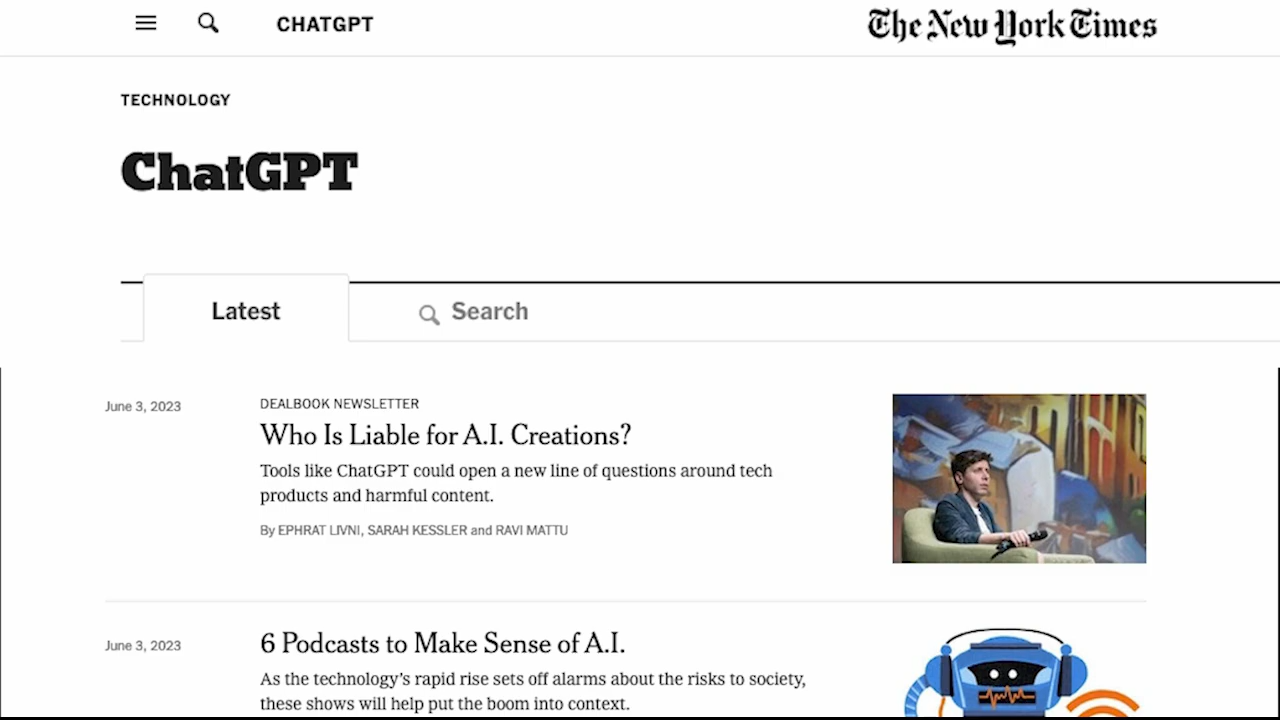 CHATGPT
The New York Times
TECHNOLOGY
ChatGPT
Latest
Search
June 3, 2023
DEALBOOK NEWSLETTER
Who Is Liable for A.I. Creations?
Tools like ChatGPT could open a new line of questions around tech
products and harmful content.
By EPHRAT LIVNI, SARAH KESSLER and RAVI MATTU
June 3, 2023
6 Podcasts to Make Sense of A.I.
As the technology’s rapid rise sets off alarms about the risks to society,
these shows will help put the boom into context.